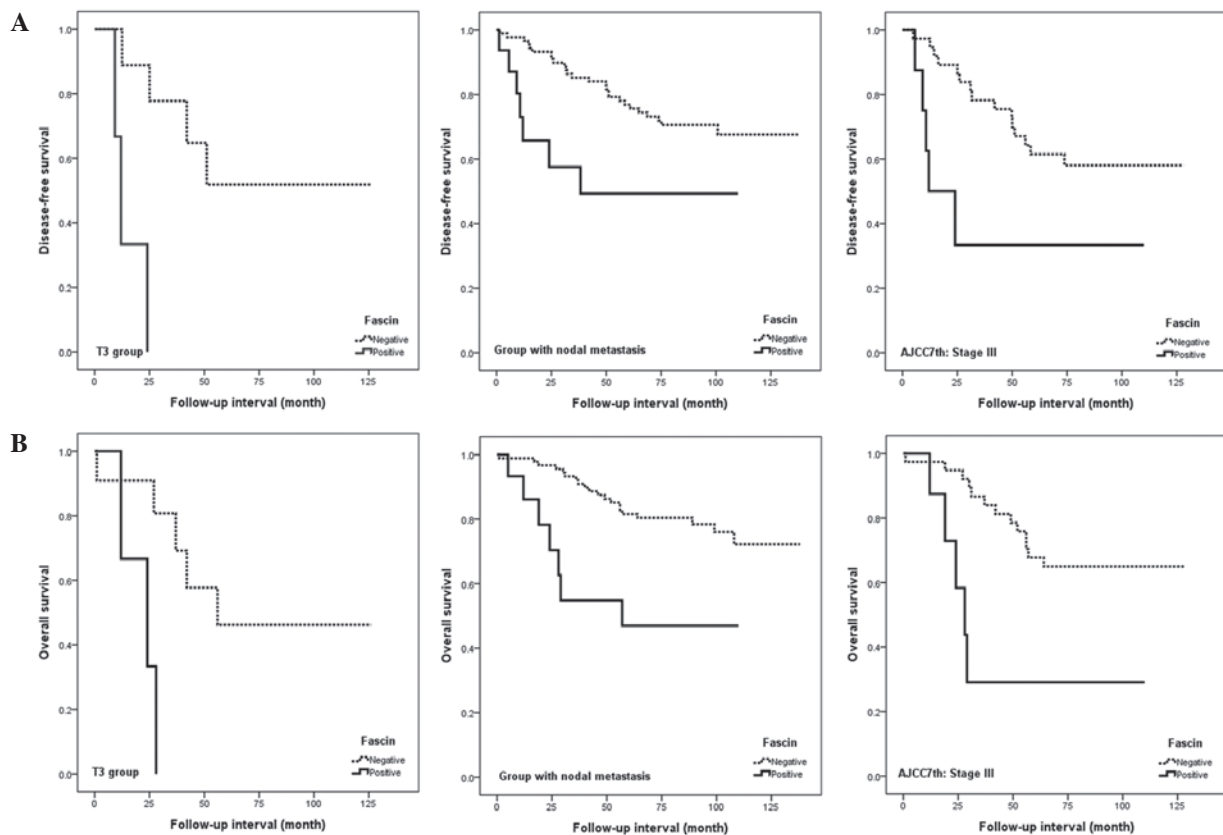 A
Disease-free survival
1.0
0.8
0.6
0.4
0.2
0.0
T3 group
Fascin
Negative
Positive
0 25 50 75 100 125
Follow-up interval (month)
Disease-free survival
1.0
0.8
0.6
0.4
0.2
0.0
Group with nodal metastasis
Fascin
Negative
Positive
0 25 50 75 100 125
Follow-up interval (month)
Disease-free survival
1.0
0.8
0.6
0.4
0.2
0.0
AJCC7th: Stage III
Fascin
Negative
Positive
0 25 50 75 100 125
Follow-up interval (month)
B
Overall survival
1.0
0.8
0.6
0.4
0.2
0.0
T3 group
Fascin
Negative
Positive
0 25 50 75 100 125
Follow-up interval (month)
Overall survival
1.0
0.8
0.6
0.4
0.2
0.0
Group with nodal metastasis
Fascin
Negative
Positive
0 25 50 75 100 125
Follow-up interval (month)
Overall survival
1.0
0.8
0.6
0.4
0.2
0.0
AJCC7th: Stage III
Fascin
Negative
Positive
0 25 50 75 100 125
Follow-up interval (month)